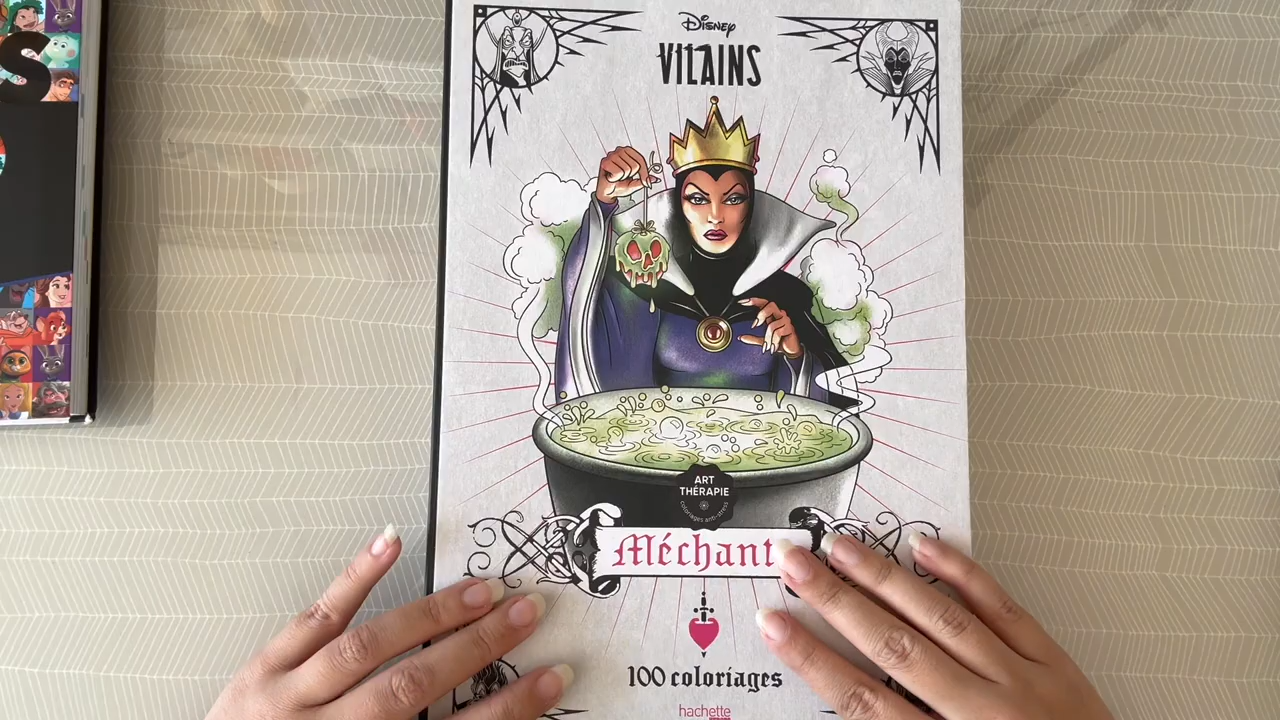 S
Disney
VILAINS
ART
THÉRAPIE
coloriages anti-stress
Méchant
100 coloriages
hachette